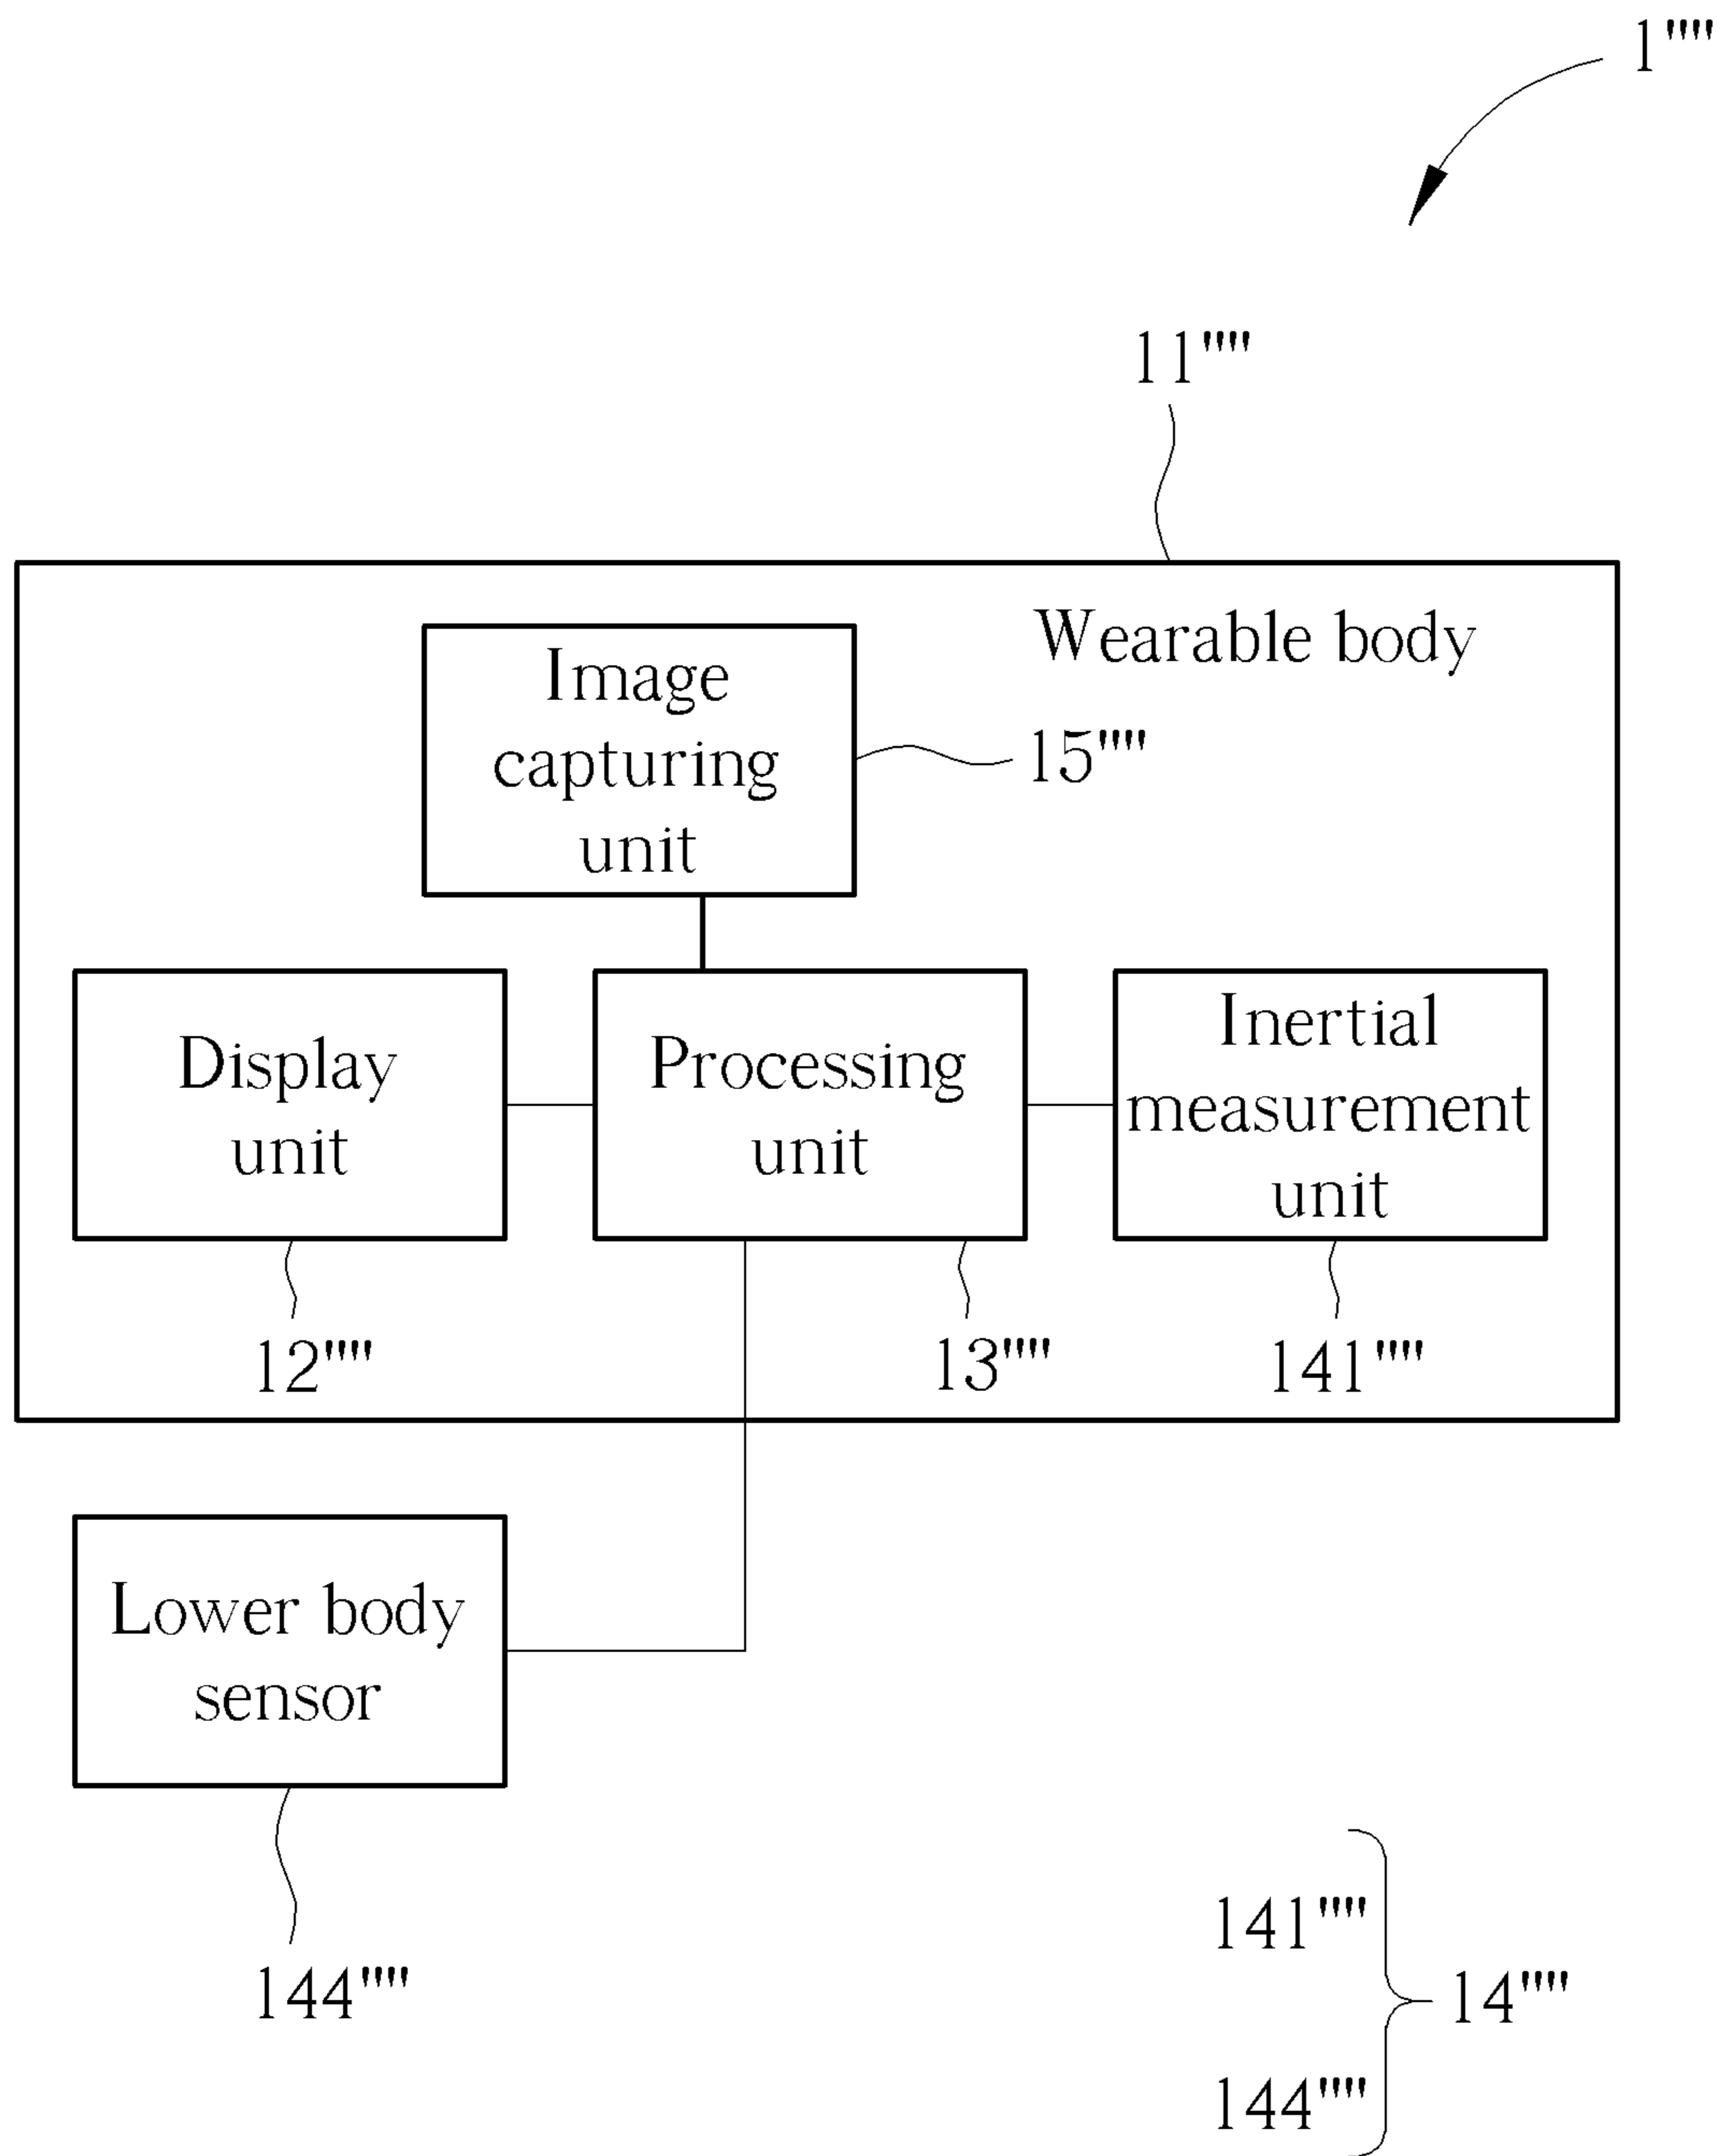 1""
11""
Wearable body
Image
capturing
unit
15""
Display
unit
Processing
unit
Inertial
measurement
unit
12""
13""
141""
Lower body
sensor
144""
141""
14""
144""